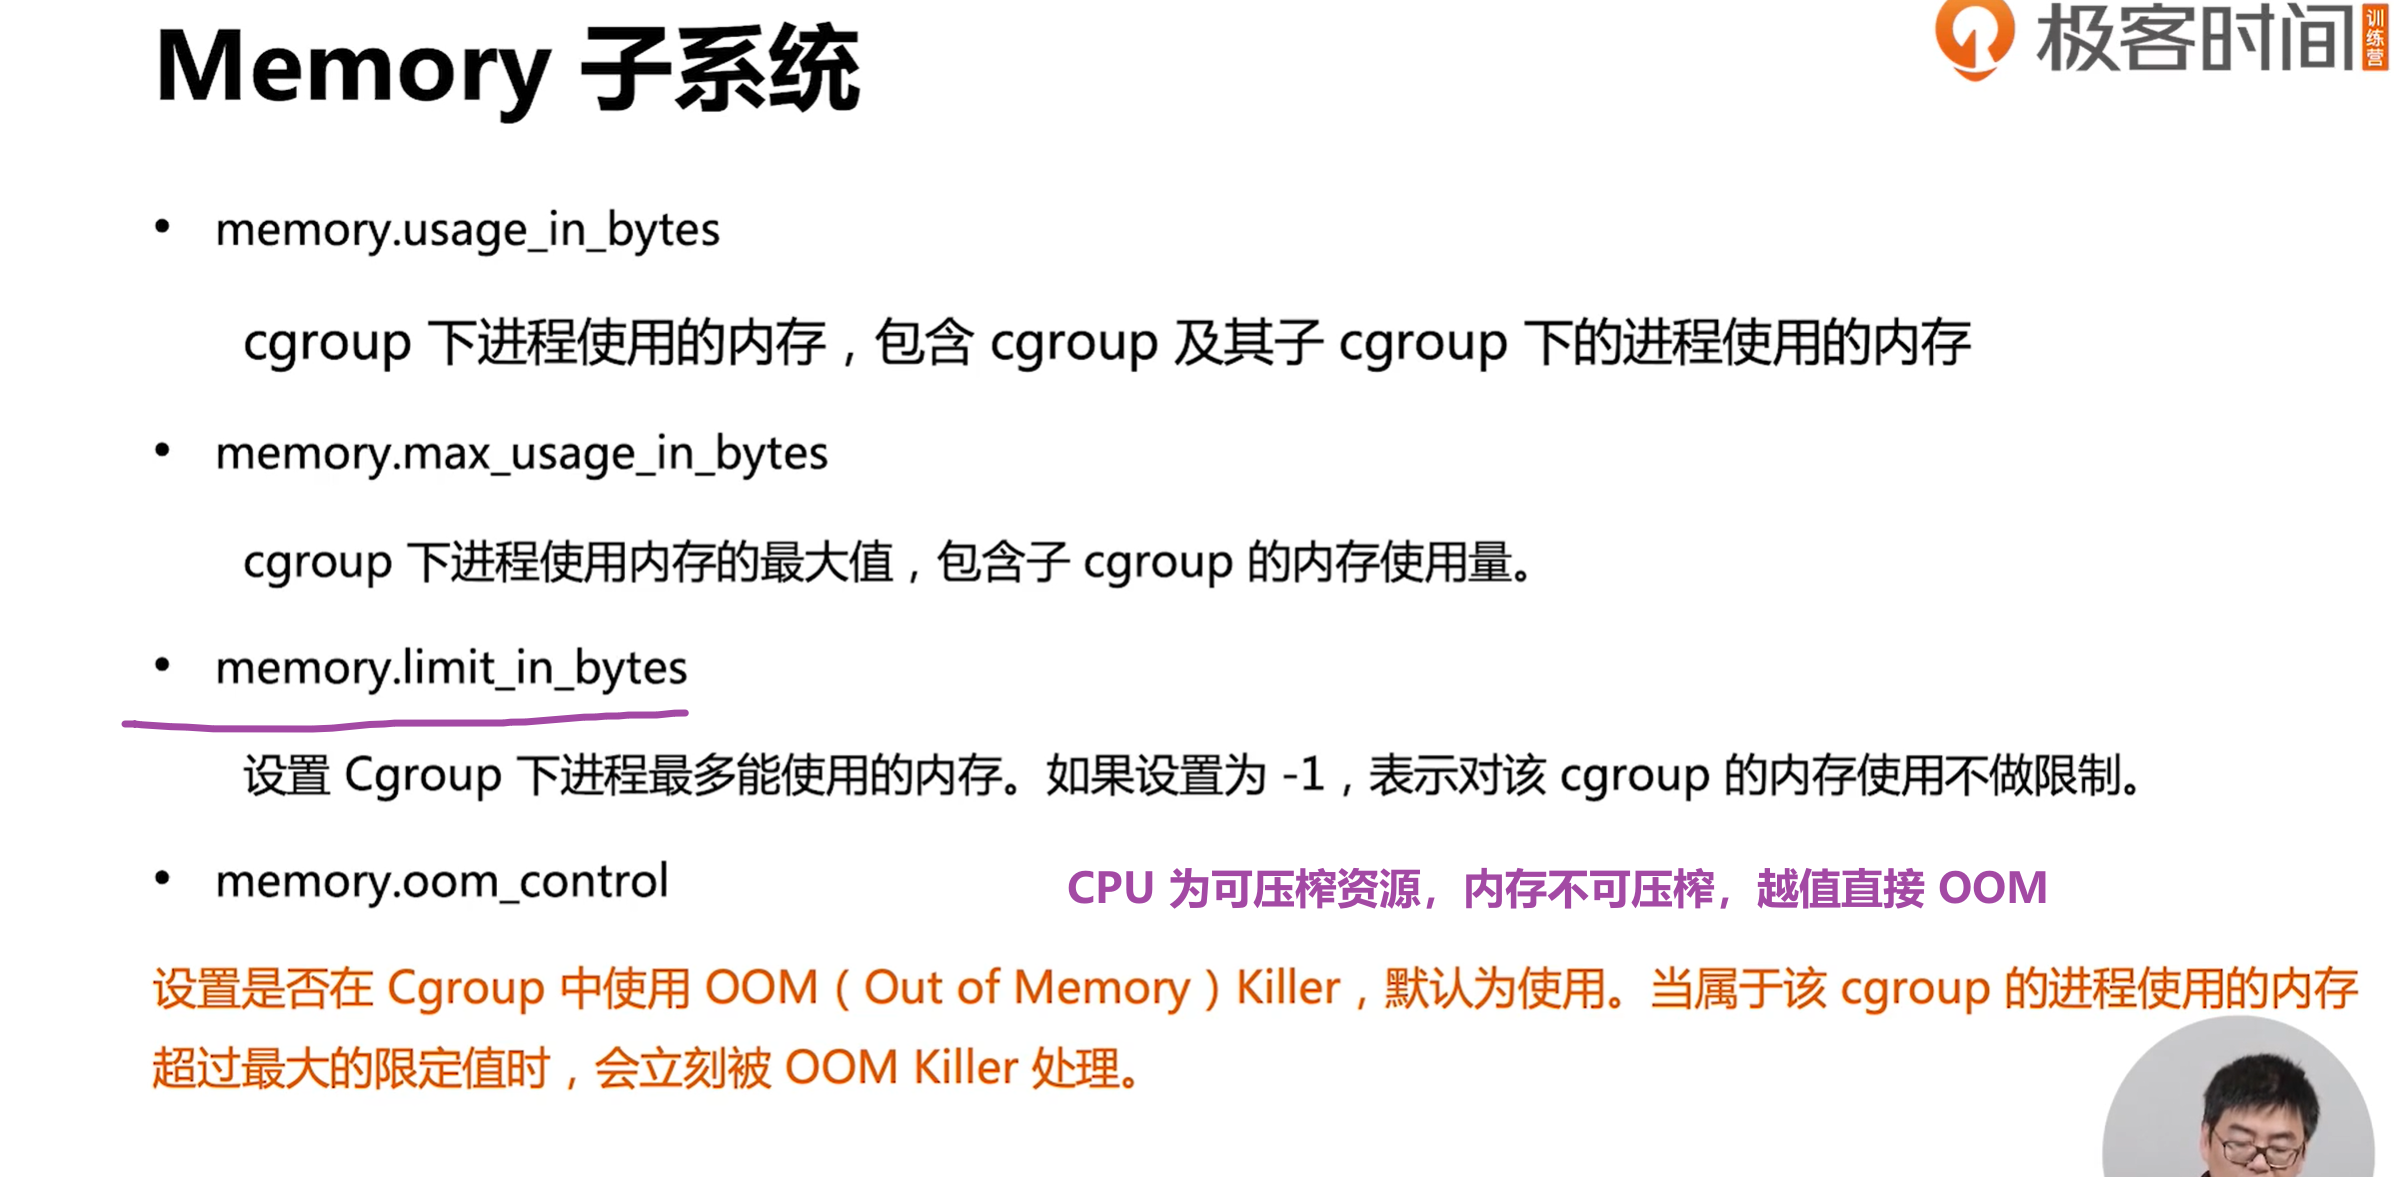 Memory 子系统
极客时间 训练营
• memory.usage_in_bytes
cgroup 下进程使用的内存，包含 cgroup 及其子 cgroup 下的进程使用的内存
• memory.max_usage_in_bytes
cgroup 下进程使用内存的最大值，包含子 cgroup 的内存使用量。
• memory.limit_in_bytes
设置 Cgroup 下进程最多能使用的内存。如果设置为 -1，表示对该 cgroup 的内存使用不做限制。
• memory.oom_control
CPU 为可压榨资源，内存不可压榨，越值直接 OOM
设置是否在 Cgroup 中使用 OOM（Out of Memory）Killer，默认为使用。当属于该 cgroup 的进程使用的内存
超过最大的限定值时，会立刻被 OOM Killer 处理。